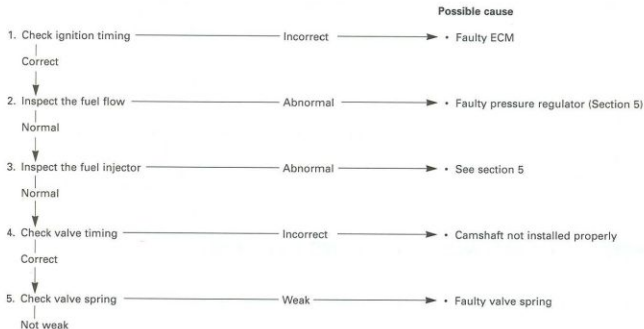 Possible cause
1. Check ignition timing Incorrect • Faulty ECM
Correct
2. Inspect the fuel flow Abnormal • Faulty pressure regulator (Section 5)
Normal
3. Inspect the fuel injector Abnormal • See section 5
Normal
4. Check valve timing Incorrect • Camshaft not installed properly
Correct
5. Check valve spring Weak • Faulty valve spring
Not weak